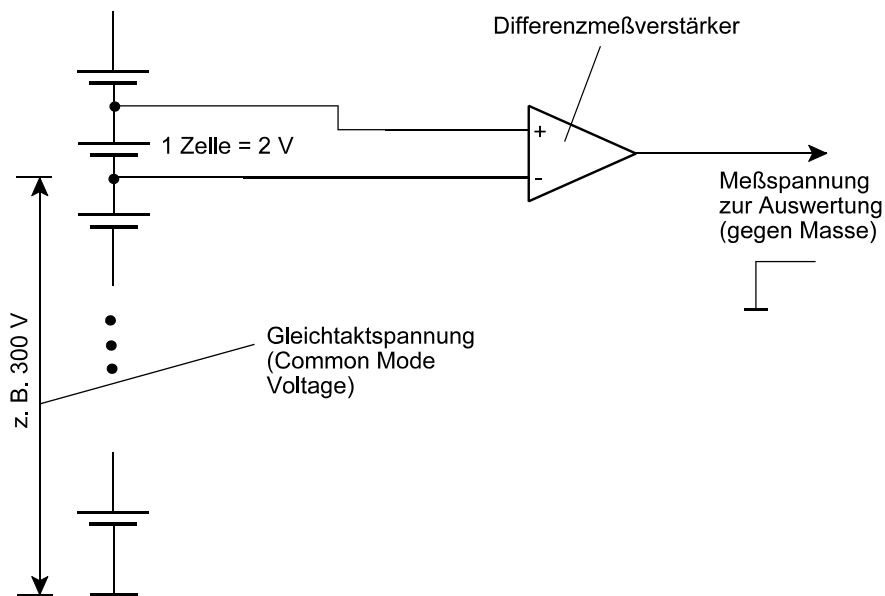 Differenzmeßverstärker
+
1 Zelle = 2 V
-
Meßspannung
zur Auswertung
(gegen Masse)
z. B. 300 V
Gleichtaktspannung
(Common Mode
Voltage)